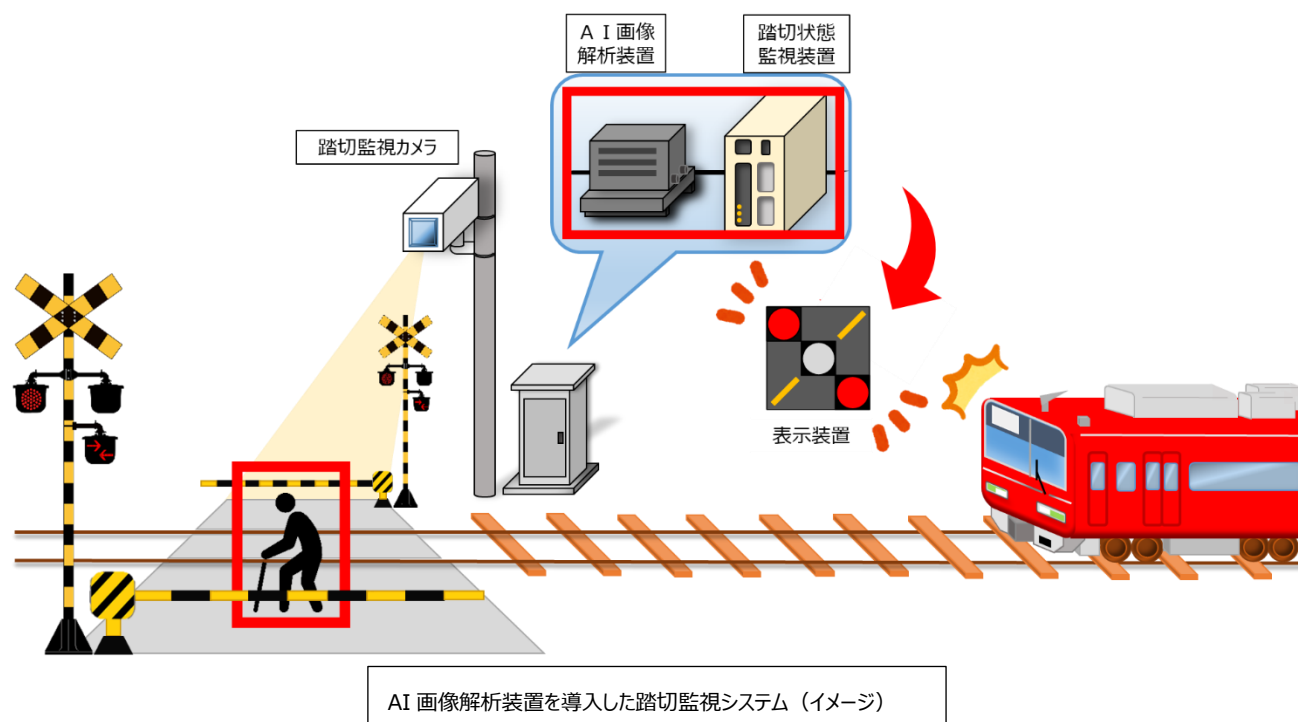 ＡＩ画像
解析装置
踏切状態
監視装置
踏切監視カメラ
表示装置
AI 画像解析装置を導入した踏切監視システム（イメージ）